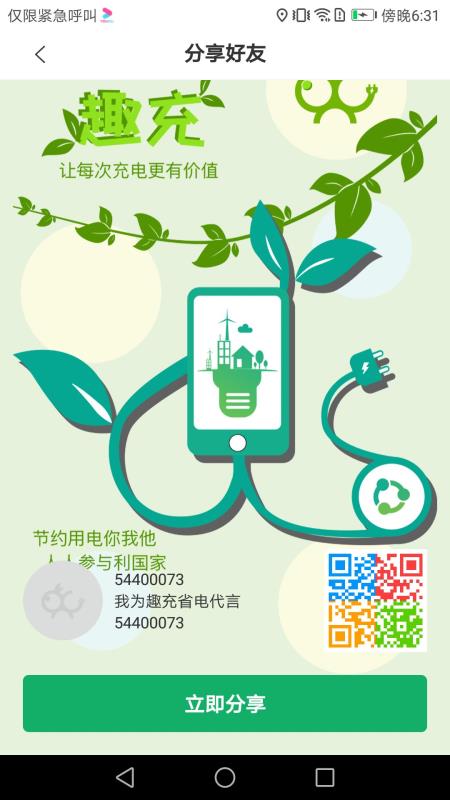 仅限紧急呼叫
傍晚6:31
分享好友
趣充
让每次充电更有价值
节约用电你我他
人人参与利国家
54400073
我为趣充省电代言
54400073
立即分享